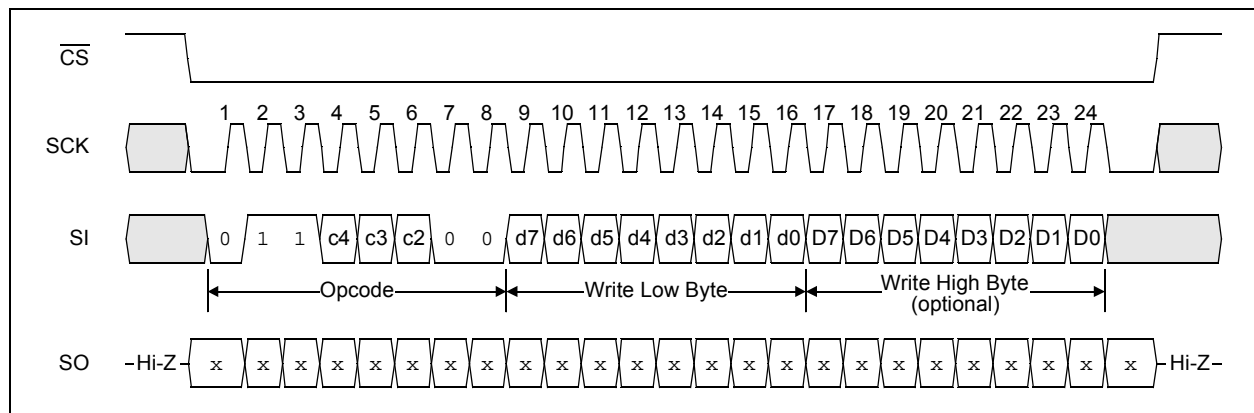 CS
1 2 3 4 5 6 7 8 9 10 11 12 13 14 15 16 17 18 19 20 21 22 23 24
SCK
SI 0 1 1 c4 c3 c2 0 0 d7 d6 d5 d4 d3 d2 d1 d0 D7 D6 D5 D4 D3 D2 D1 D0
Opcode Write Low Byte Write High Byte
(optional)
SO Hi-Z x x x x x x x x x x x x x x x x x x x x x x x x x Hi-Z